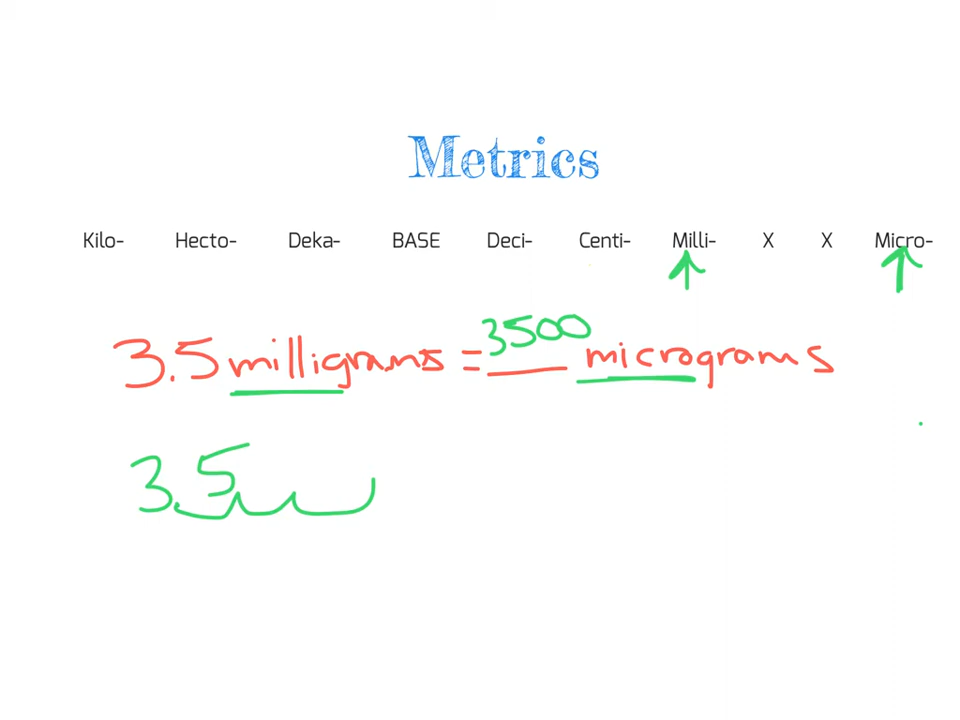 Metrics
Kilo- Hecto- Deka- BASE Deci- Centi- Milli- X X Micro-
3.5 milligrams = 3500 micrograms
3.5